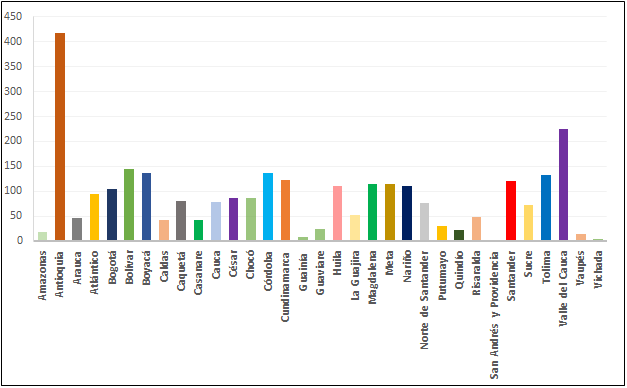 450
400
350
300
250
200
150
100
50
0
Amazonas
Antioquia
Arauca
Atlántico
Bogotá
Bolívar
Boyacá
Caldas
Caquetá
Casanare
Cauca
César
Chocó
Córdoba
Cundinamarca
Guainía
Guaviare
Huila
La Guajira
Magdalena
Meta
Nariño
Norte de Santander
Putumayo
Quindío
Risaralda
San Andrés y Providencia
Santander
Sucre
Tolima
Valle del Cauca
Vaupés
Vichada